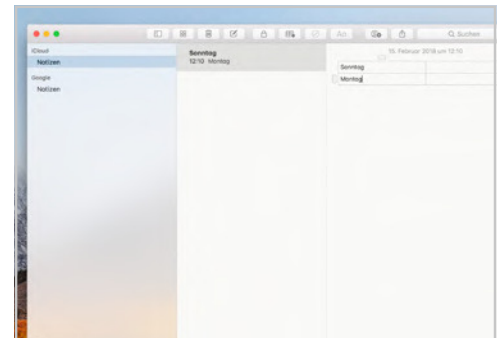 Suchen
iCloud
Notizen
Google
Notizen
Sonntag
12:10 Montag
15. Februar 2018 um 12:10
Sonntag
Montag